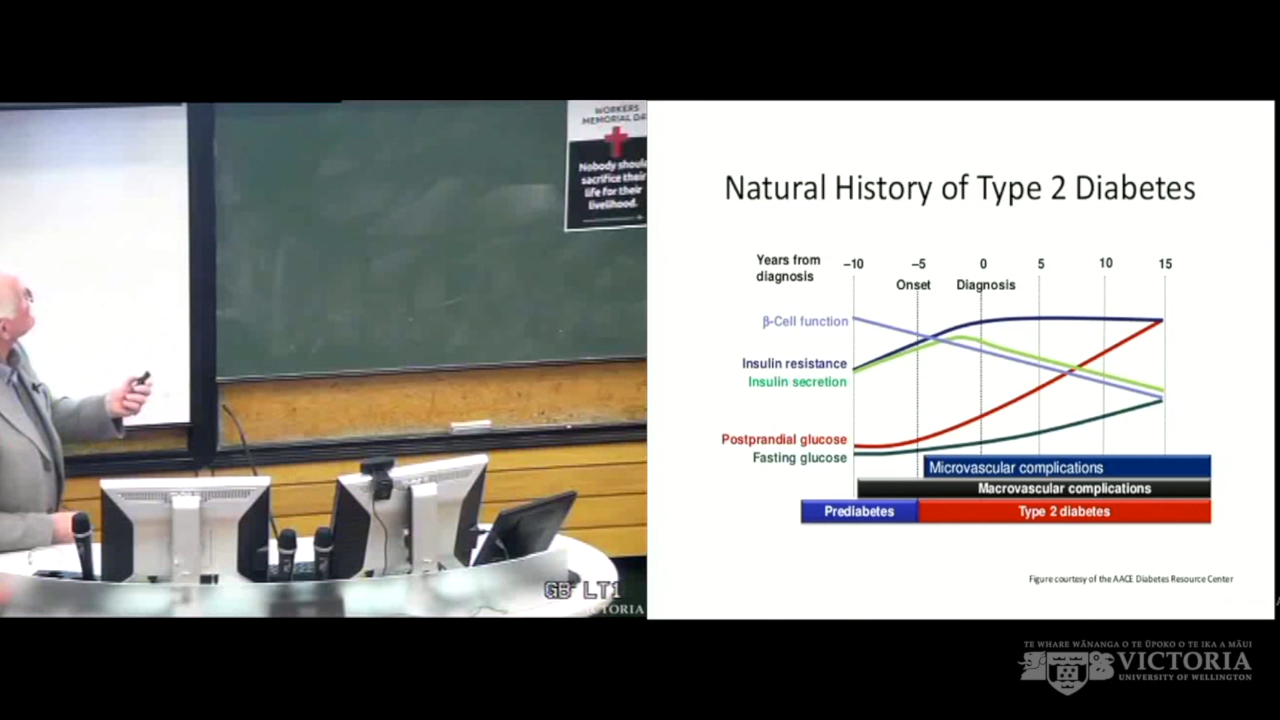 WORKERS
MEMORIAL DA
Nobody shoul
sacrifice their
life for their
livelihood.
GB LT1
VICTORIA
Natural History of Type 2 Diabetes
Years from
diagnosis
–10
–5
0
5
10
15
Onset
Diagnosis
β-Cell function
Insulin resistance
Insulin secretion
Postprandial glucose
Fasting glucose
Microvascular complications
Macrovascular complications
Prediabetes
Type 2 diabetes
Figure courtesy of the AACE Diabetes Resource Center
TE WHARE WĀNANGA O TE ŪPOKO O TE IKA A MĀUI
VICTORIA
UNIVERSITY OF WELLINGTON